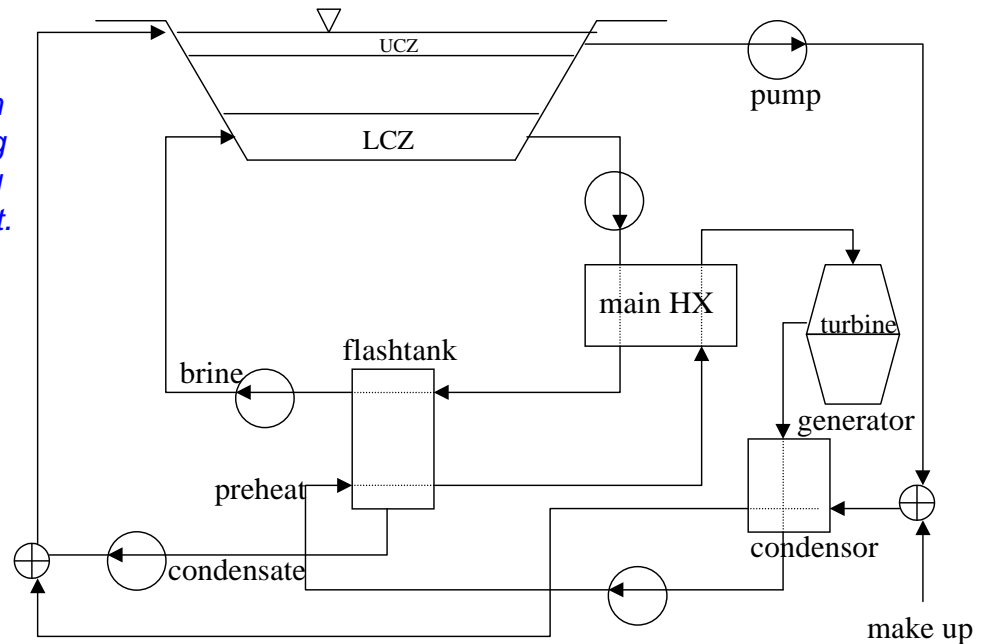 UCZ
pump
LCZ
main HX
turbine
flashtank
brine
generator
preheat
condensor
condensate
make up